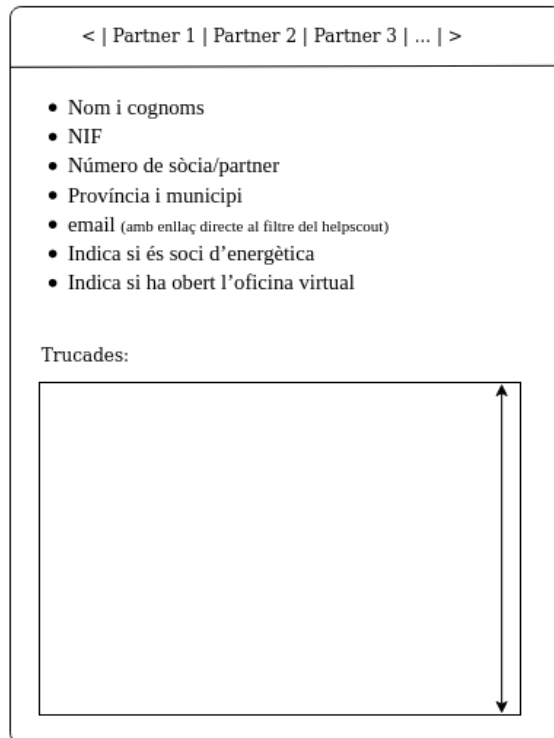 < | Partner 1 | Partner 2 | Partner 3 | ... | >
• Nom i cognoms
• NIF
• Número de sòcia/partner
• Província i municipi
• email (amb enllaç directe al filtre del helpscout)
• Indica si és soci d’energètica
• Indica si ha obert l’oficina virtual
Trucades: